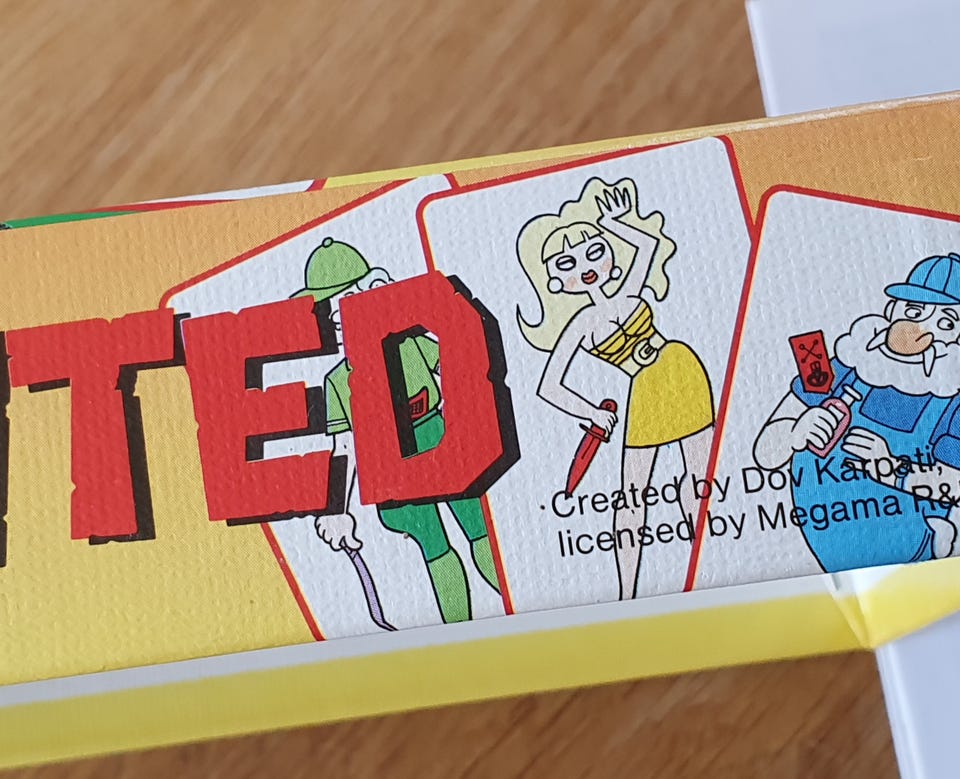 TED
Created by Dov Karpati,
licensed by Megama R&